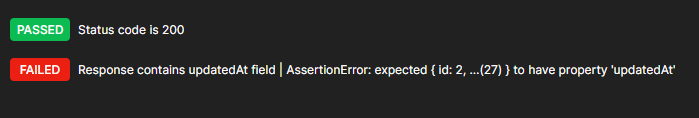 PASSED Status code is 200
FAILED Response contains updatedAt field | AssertionError: expected { id: 2, …(27) } to have property 'updatedAt'